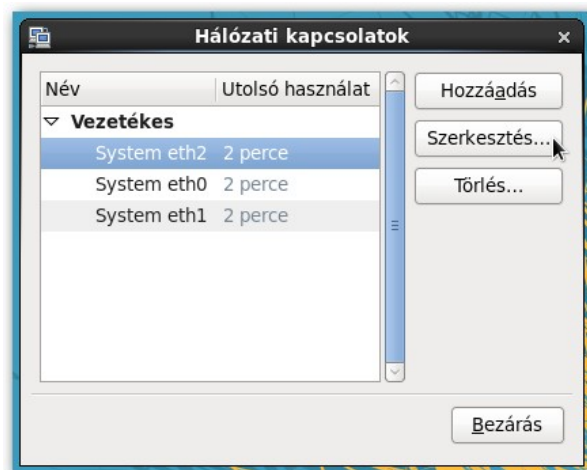 Hálózati kapcsolatok
Név Utolsó használat
Vezetékes
System eth2 2 perce
System eth0 2 perce
System eth1 2 perce
Hozzáadás
Szerkesztés...
Törlés...
Bezárás